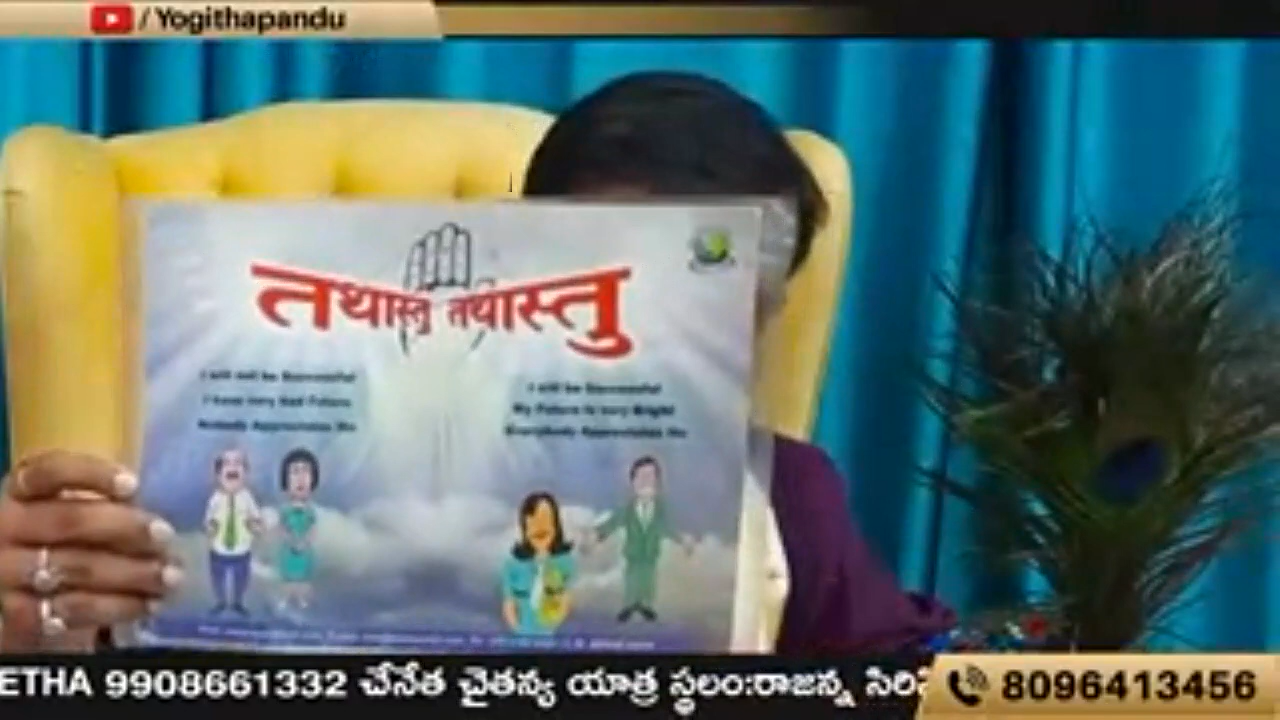 / Yogithapandu
तथास्तु तथास्तु
I will not be Successful
I have very bad Future
Nobody Appreciates Me
I will be Successful
My Future is very Bright
Everybody Appreciates Me
ETHA 9908661332 చేనేత చైతన్య యాత్ర స్థలం:రాజన్న సిరి
8096413456